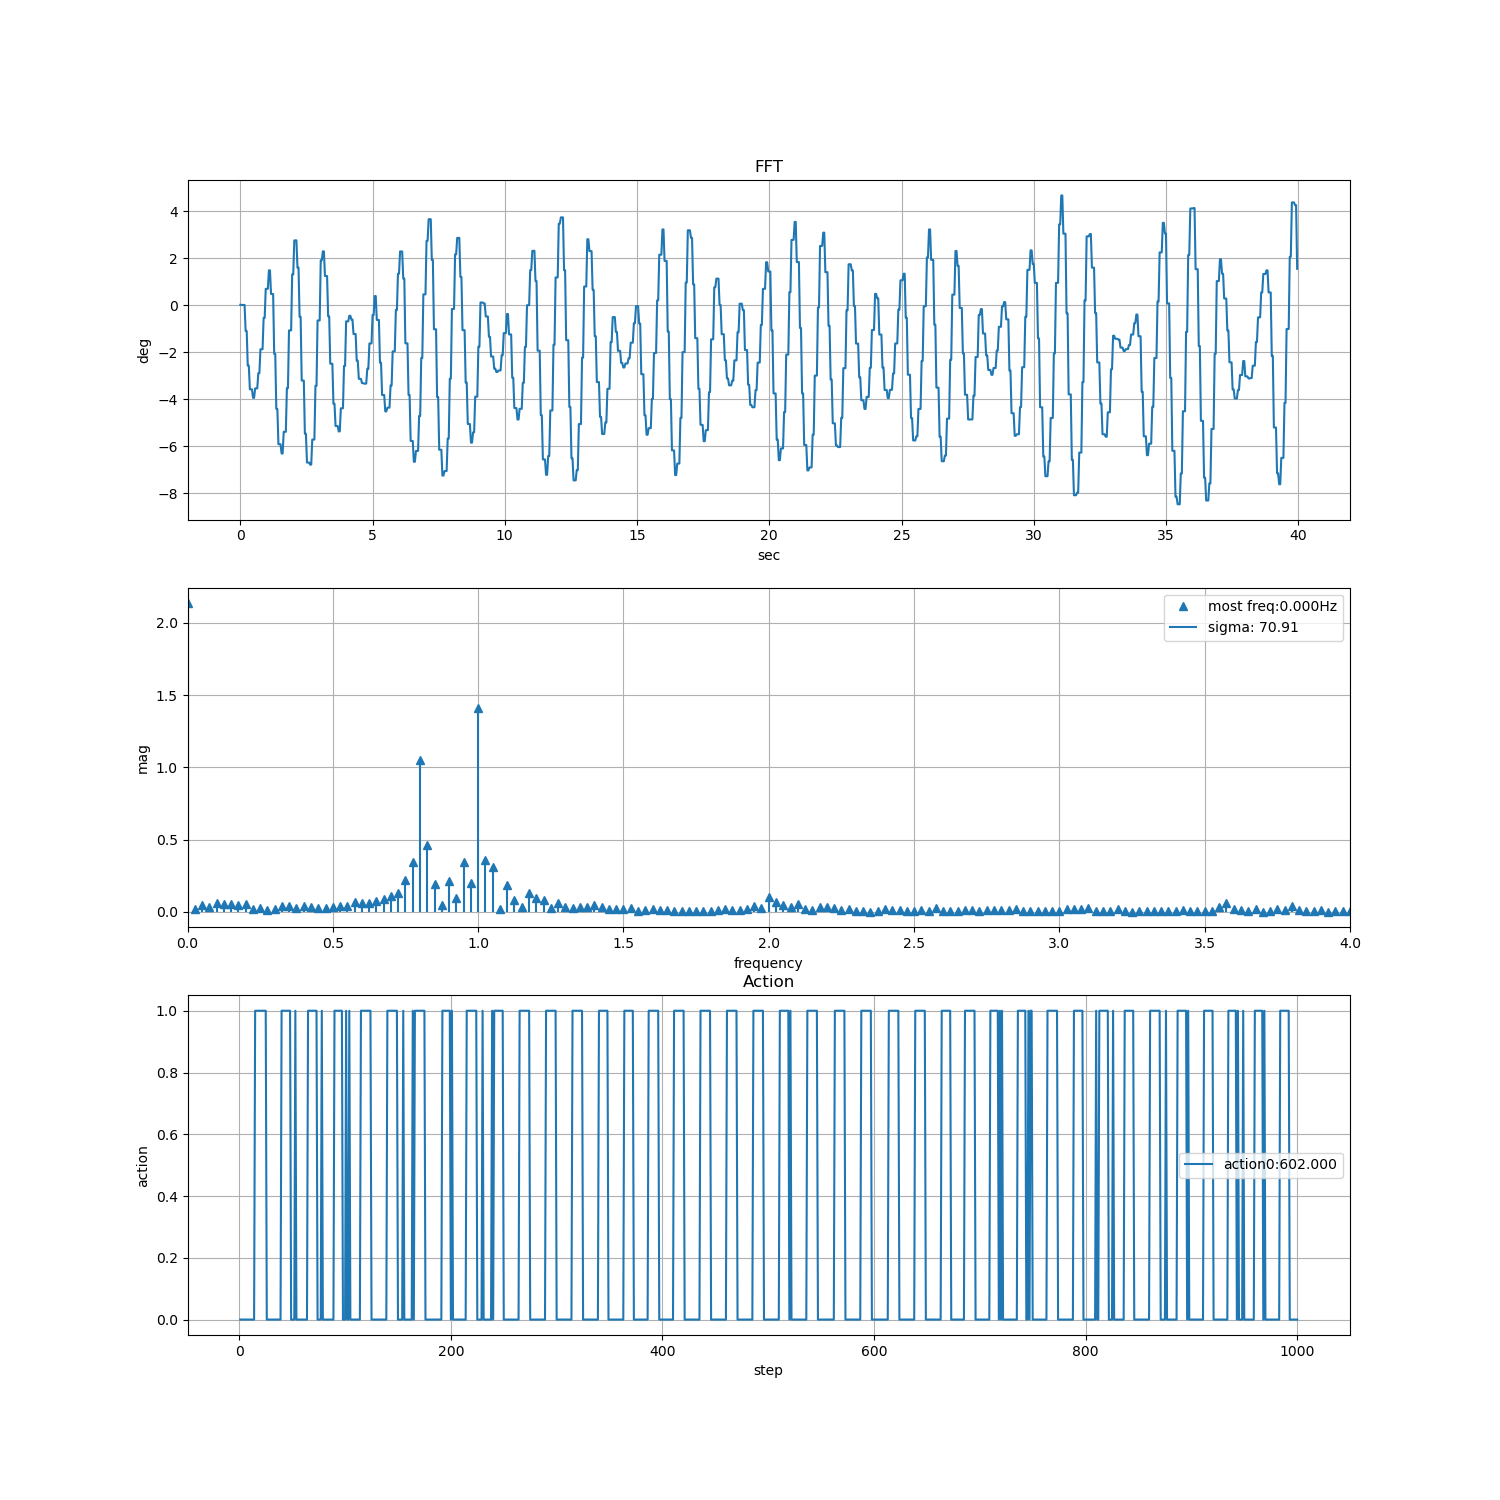 FFT
4
2
0
−2
−4
−6
−8
deg
0 5 10 15 20 25 30 35 40
sec
most freq:0.000Hz
sigma: 70.91
2.0
1.5
1.0
0.5
0.0
mag
0.0 0.5 1.0 1.5 2.0 2.5 3.0 3.5 4.0
frequency
Action
1.0
0.8
0.6
0.4
0.2
0.0
action
action0:602.000
0 200 400 600 800 1000
step